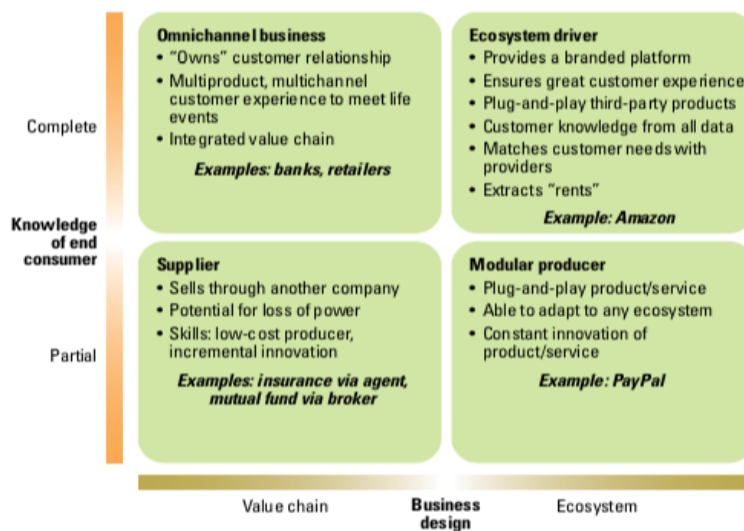 Omnichannel business
• “Owns” customer relationship
• Multiproduct, multichannel
customer experience to meet life
events
• Integrated value chain
Examples: banks, retailers
Ecosystem driver
• Provides a branded platform
• Ensures great customer experience
• Plug-and-play third-party products
• Customer knowledge from all data
• Matches customer needs with
providers
• Extracts “rents”
Example: Amazon
Complete
Knowledge
of end
consumer
Partial
Supplier
• Sells through another company
• Potential for loss of power
• Skills: low-cost producer,
incremental innovation
Examples: insurance via agent,
mutual fund via broker
Modular producer
• Plug-and-play product/service
• Able to adapt to any ecosystem
• Constant innovation of
product/service
Example: PayPal
Value chain
Business
design
Ecosystem